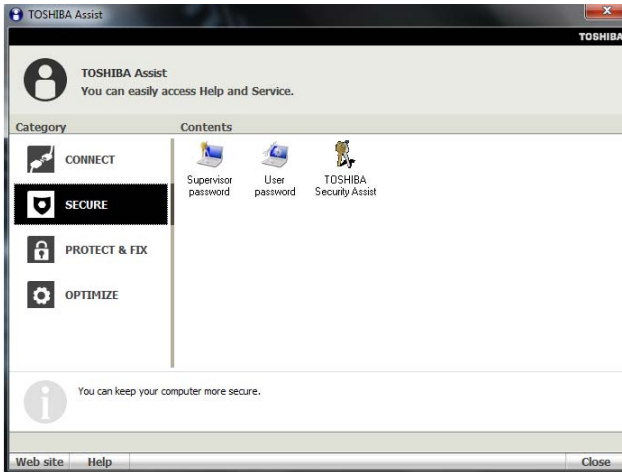 TOSHIBA Assist
TOSHIBA
TOSHIBA Assist
You can easily access Help and Service.
Category
Contents
CONNECT
SECURE
PROTECT & FIX
OPTIMIZE
Supervisor
password
User
password
TOSHIBA
Security Assist
You can keep your computer more secure.
Web site
Help
Close